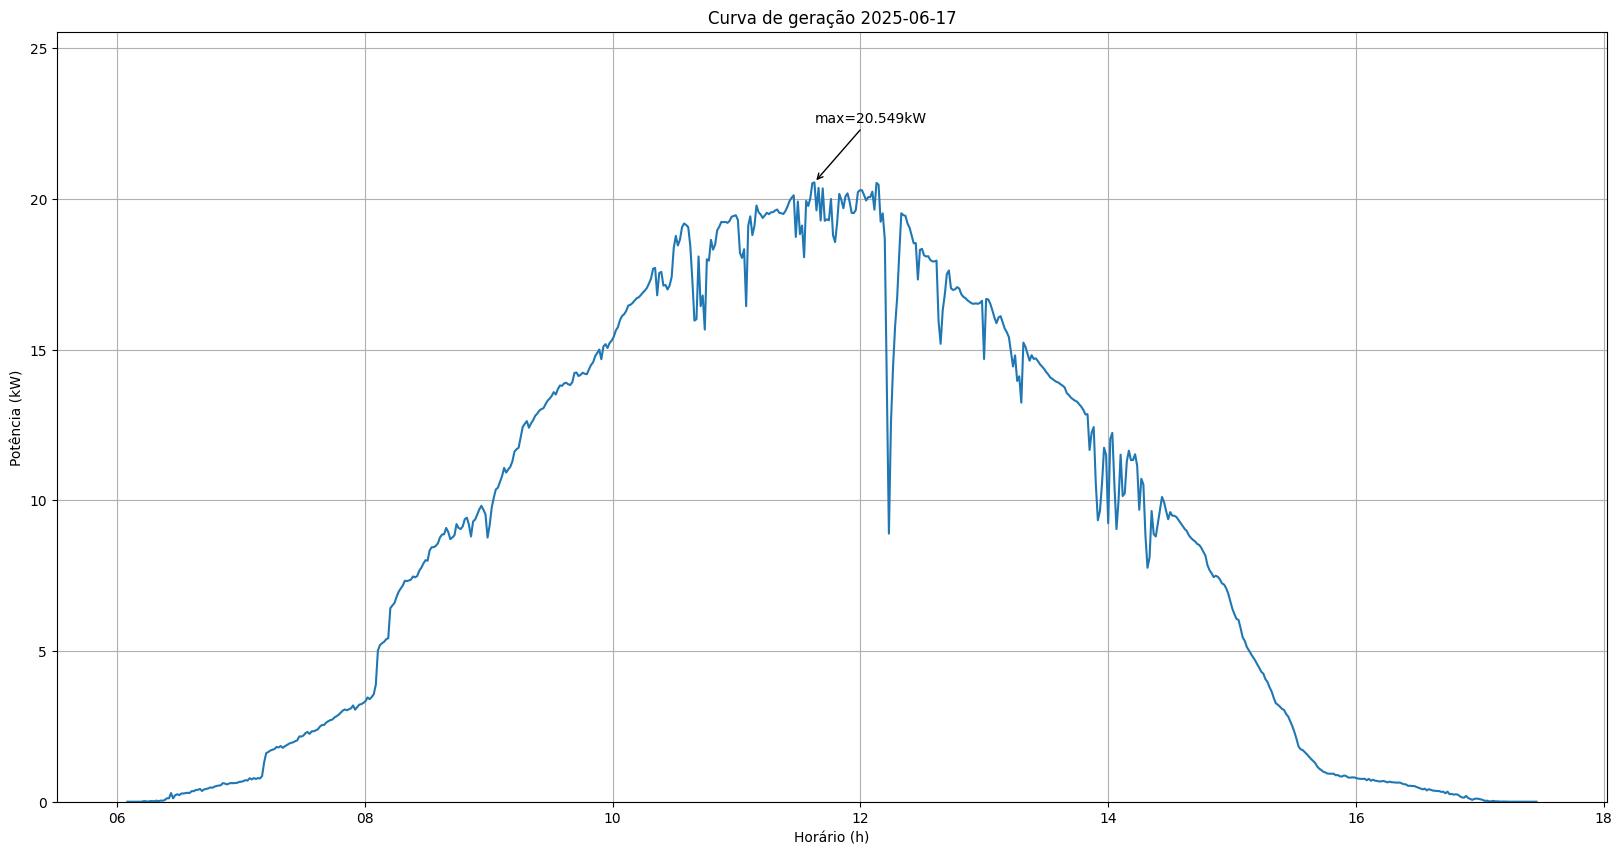 Curva de geração 2025-06-17
25
20
15
10
5
0
Potência (kW)
max=20.549kW
06 08 10 12 14 16 18
Horário (h)